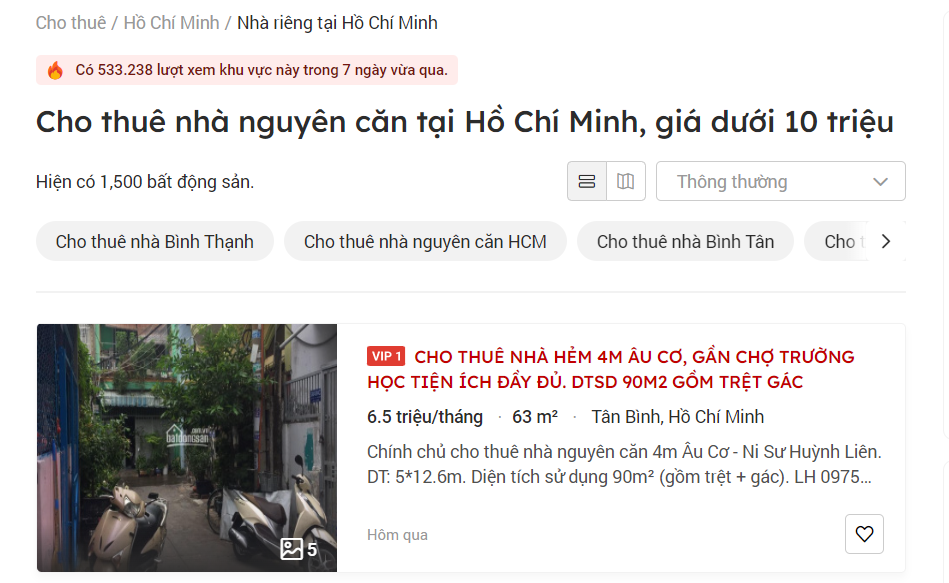 Cho thuê / Hồ Chí Minh / Nhà riêng tại Hồ Chí Minh
Có 533.238 lượt xem khu vực này trong 7 ngày vừa qua.
Cho thuê nhà nguyên căn tại Hồ Chí Minh, giá dưới 10 triệu
Hiện có 1,500 bất động sản.
Thông thường
Cho thuê nhà Bình Thạnh
Cho thuê nhà nguyên căn HCM
Cho thuê nhà Bình Tân
Cho t
VIP 1 CHO THUÊ NHÀ HẺM 4M ÂU CƠ, GẦN CHỢ TRƯỜNG
HỌC TIỆN ÍCH ĐẦY ĐỦ. DTSD 90M2 GỒM TRỆT GÁC
6.5 triệu/tháng · 63 m² · Tân Bình, Hồ Chí Minh
Chính chủ cho thuê nhà nguyên căn 4m Âu Cơ - Ni Sư Huỳnh Liên.
DT: 5*12.6m. Diện tích sử dụng 90m² (gồm trệt + gác). LH 0975...
batdongsan
5
Hôm qua